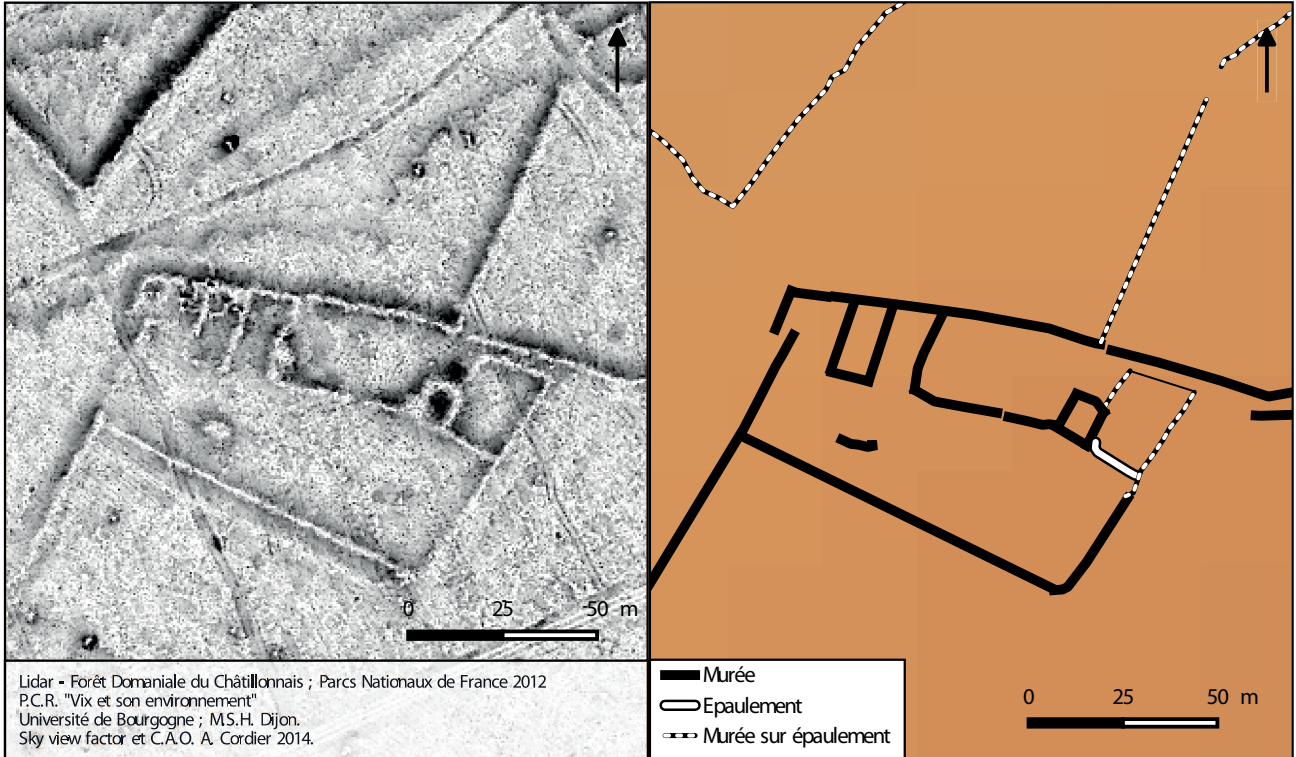 0 25 50 m
Lidar - Forêt Domaniale du Châtillonnais ; Parcs Nationaux de France 2012
P.C.R. "Vix et son environnement"
Université de Bourgogne ; M.S.H. Dijon.
Sky view factor et C.A.O. A. Cordier 2014.
Murée
Epaulement
Murée sur épaulement
0 25 50 m